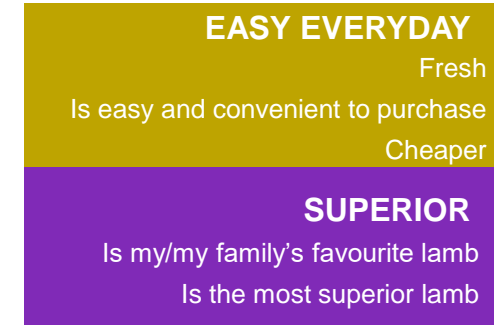 EASY EVERYDAY
Fresh
Is easy and convenient to purchase
Cheaper
SUPERIOR
Is my/my family’s favourite lamb
Is the most superior lamb